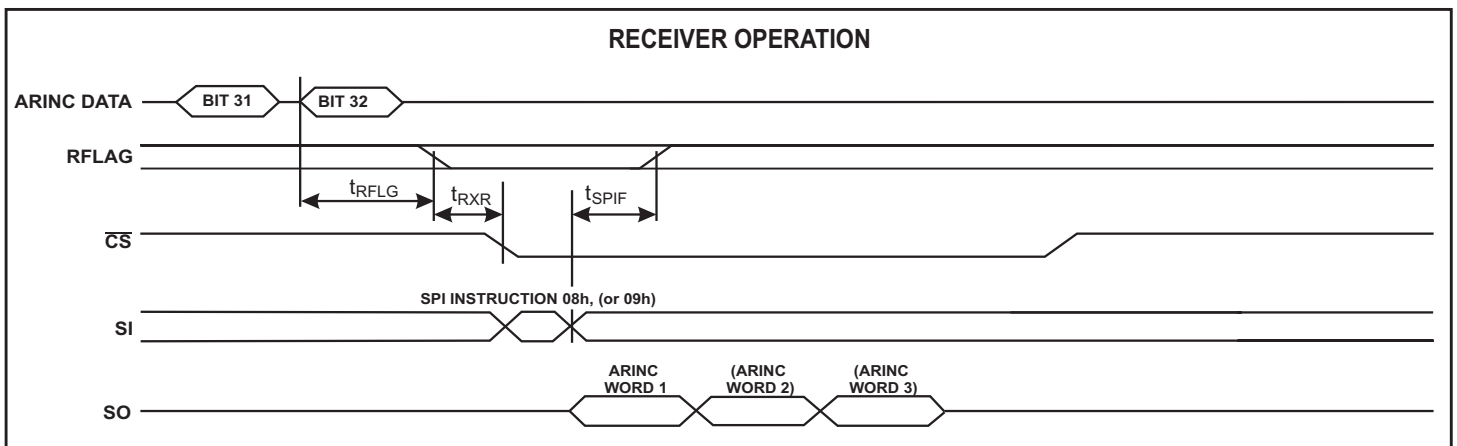 RECEIVER OPERATION
ARINC DATA
BIT 31
BIT 32
RFLAG
tRFLG
tRXR
tSPIF
CS
SPI INSTRUCTION 08h, (or 09h)
SI
ARINC
WORD 1
(ARINC
WORD 2)
(ARINC
WORD 3)
SO